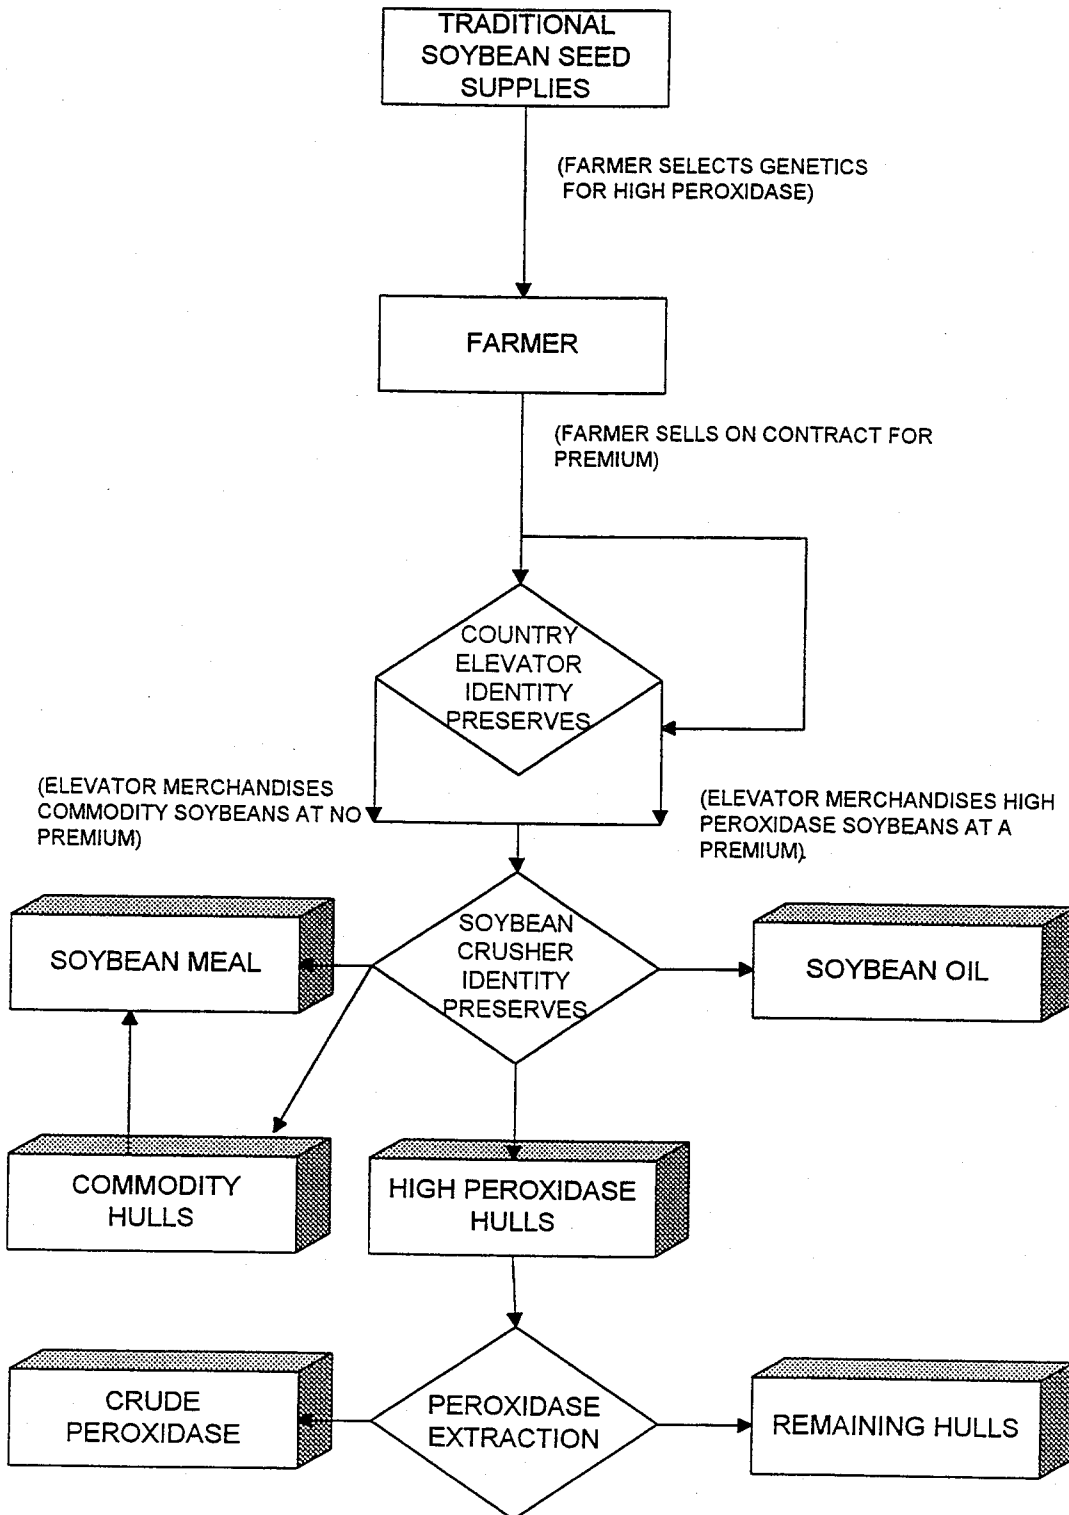 TRADITIONAL
SOYBEAN SEED
SUPPLIES
(FARMER SELECTS GENETICS
FOR HIGH PEROXIDASE)
FARMER
(FARMER SELLS ON CONTRACT FOR
PREMIUM)
COUNTRY
ELEVATOR
IDENTITY
PRESERVES
(ELEVATOR MERCHANDISES
COMMODITY SOYBEANS AT NO
PREMIUM)
(ELEVATOR MERCHANDISES HIGH
PEROXIDASE SOYBEANS AT A
PREMIUM).
SOYBEAN MEAL
SOYBEAN
CRUSHER
IDENTITY
PRESERVES
SOYBEAN OIL
COMMODITY
HULLS
HIGH PEROXIDASE
HULLS
CRUDE
PEROXIDASE
PEROXIDASE
EXTRACTION
REMAINING HULLS